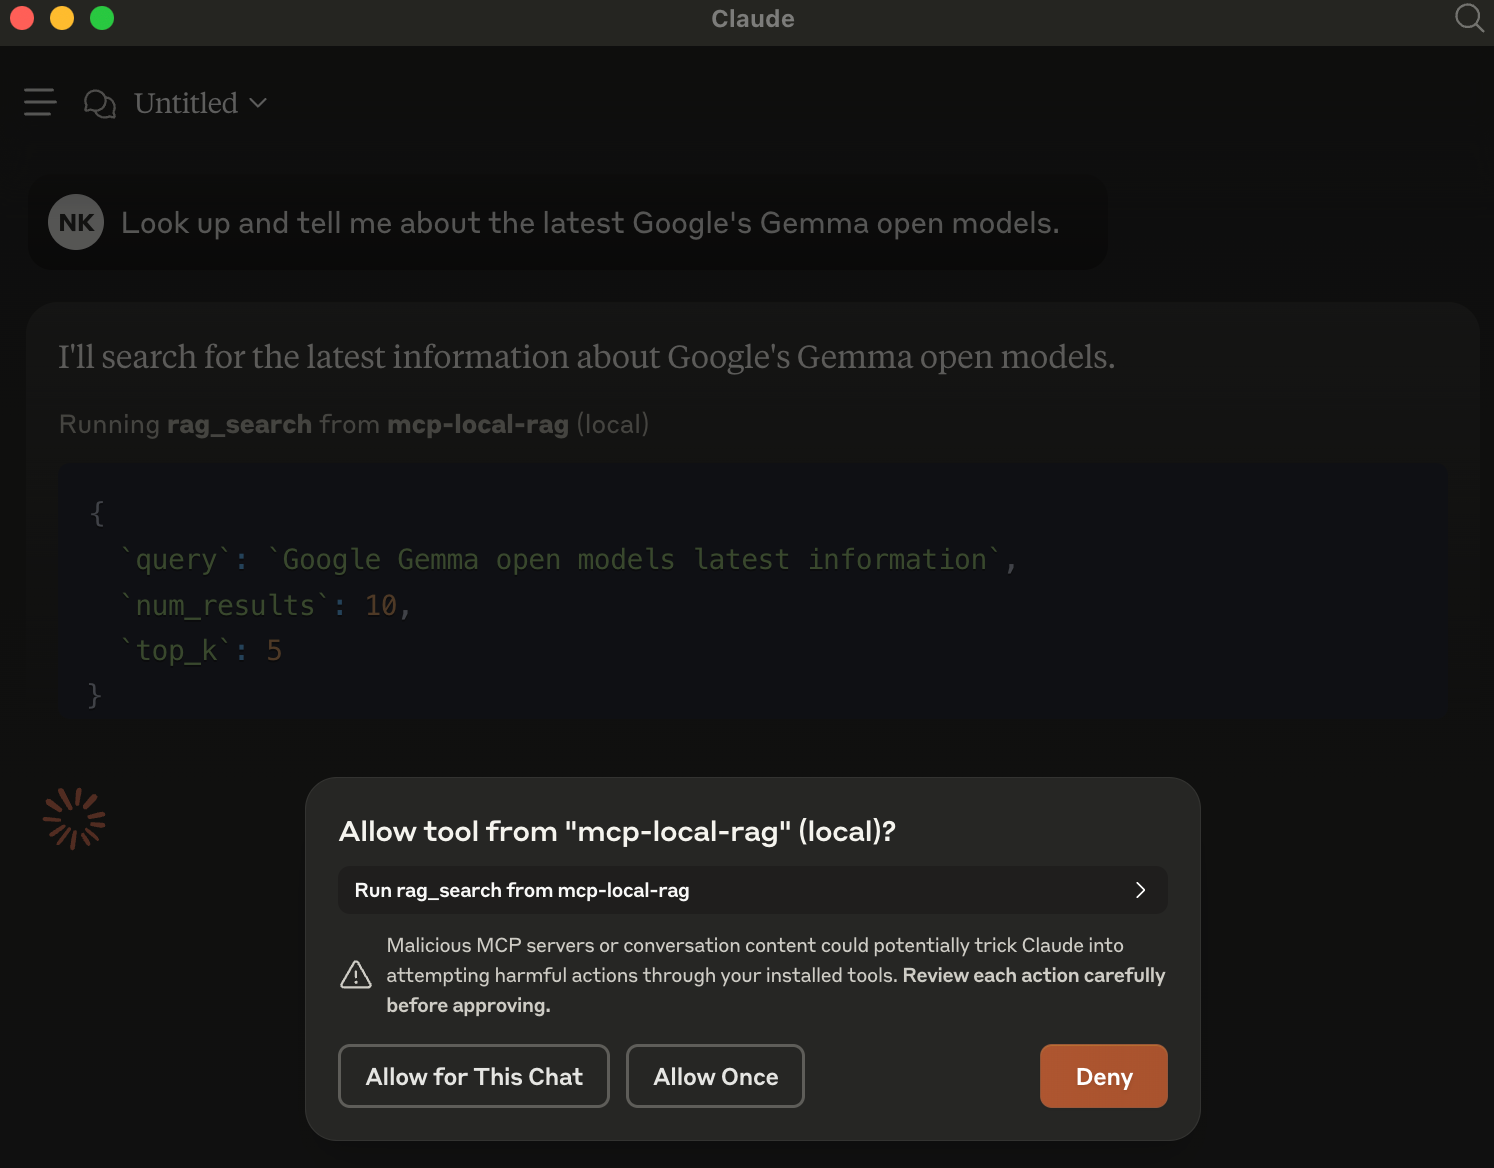 Claude
Untitled
NK
Look up and tell me about the latest Google's Gemma open models.
I'll search for the latest information about Google's Gemma open models.
Running rag_search from mcp-local-rag (local)
{
`query`: `Google Gemma open models latest information`,
`num_results`: 10,
`top_k`: 5
}
Allow tool from "mcp-local-rag" (local)?
Run rag_search from mcp-local-rag
Malicious MCP servers or conversation content could potentially trick Claude into
attempting harmful actions through your installed tools. Review each action carefully
before approving.
Allow for This Chat
Allow Once
Deny